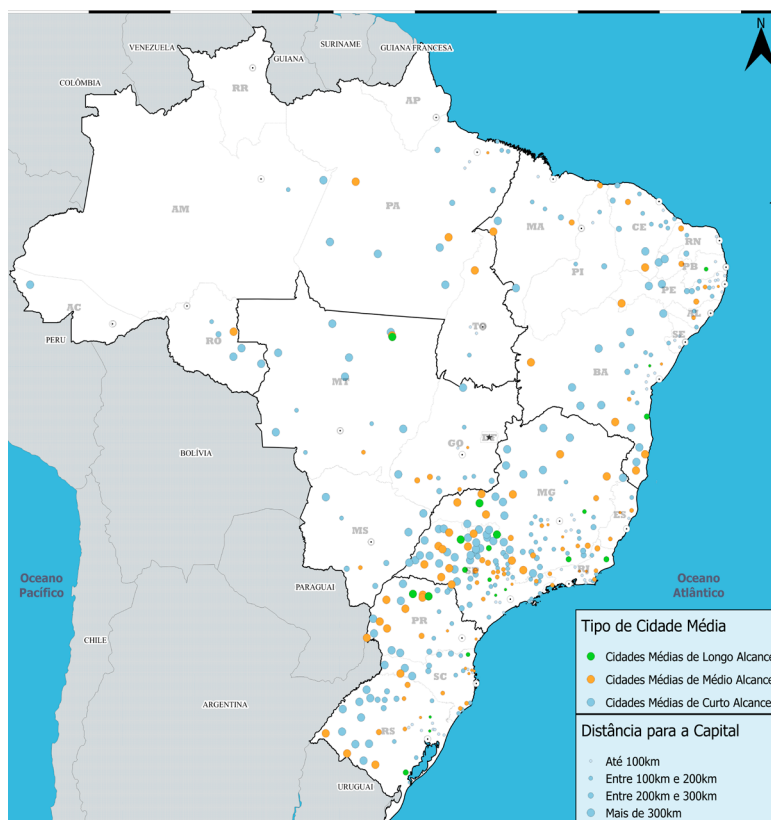 N
VENEZUELA
SURINAME
GUIANA FRANCESA
GUIANA
COLÔMBIA
RR
AP
AM
PA
MA
CE
RN
PB
PI
PE
AL
SE
AC
TO
PERU
RO
BA
MT
GO
DF
BOLÍVIA
MG
ES
MS
SP
RJ
Oceano
Pacífico
Oceano
Atlântico
PARAGUAI
PR
CHILE
SC
ARGENTINA
RS
URUGUAI
Tipo de Cidade Média
Cidades Médias de Longo Alcance
Cidades Médias de Médio Alcance
Cidades Médias de Curto Alcance
Distância para a Capital
Até 100km
Entre 100km e 200km
Entre 200km e 300km
Mais de 300km